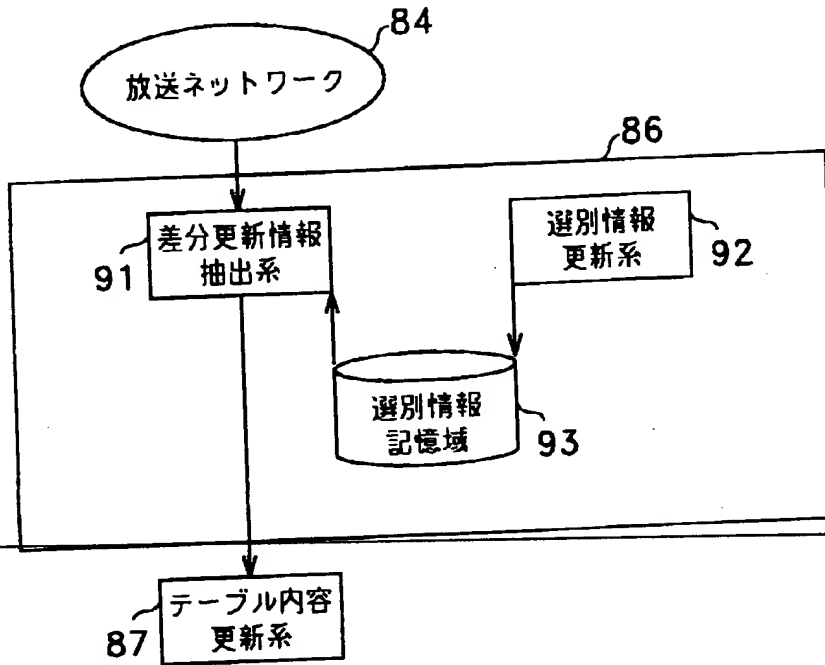 84
放送ネットワーク
86
差分更新情報
抽出系
91
選別情報
更新系
92
選別情報
記憶域
93
テーブル内容
更新系
87